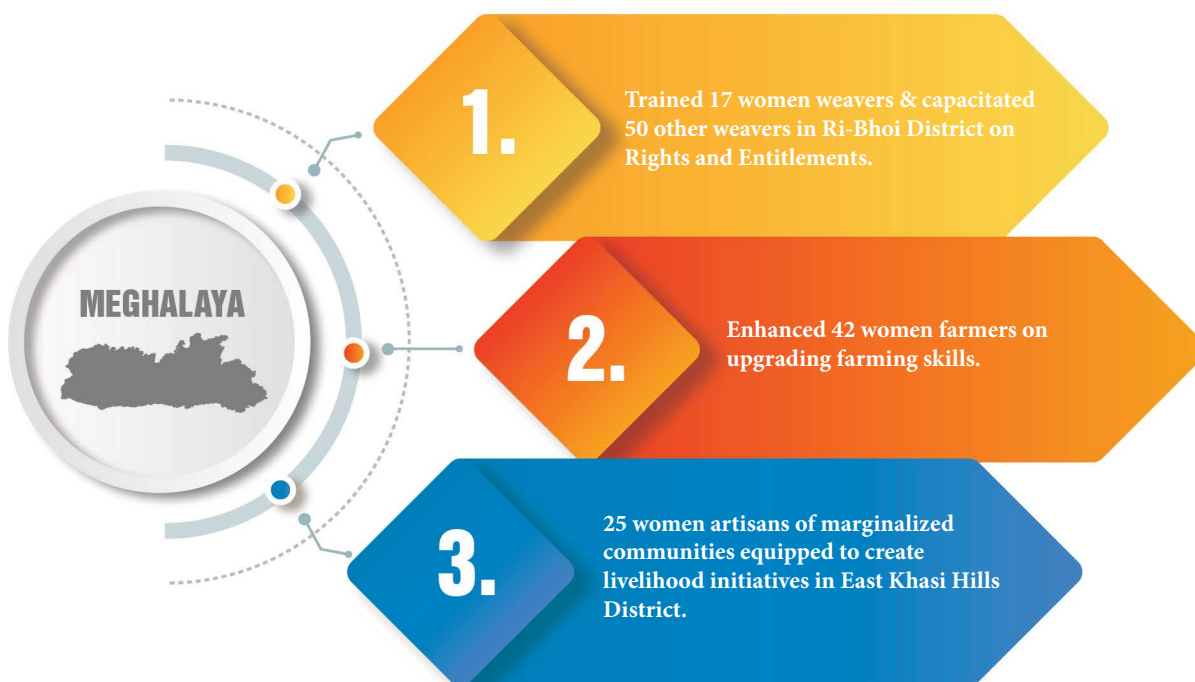 MEGHALAYA
1.
Trained 17 women weavers & capacitated
50 other weavers in Ri-Bhoi District on
Rights and Entitlements.
2.
Enhanced 42 women farmers on
upgrading farming skills.
3.
25 women artisans of marginalized
communities equipped to create
livelihood initiatives in East Khasi Hills
District.